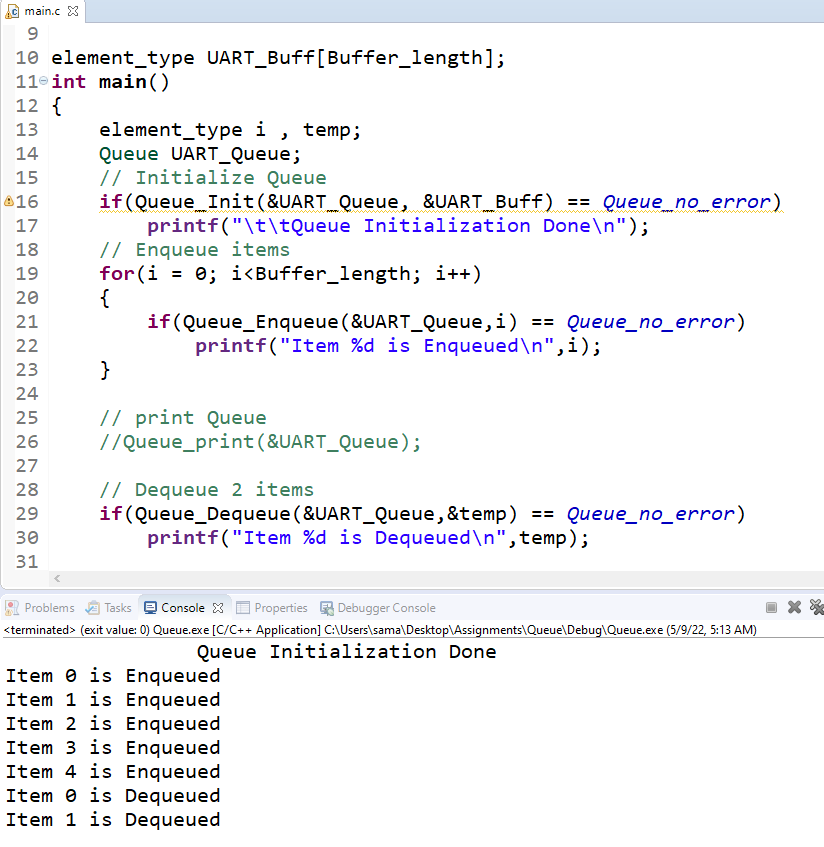 main.c
9
10 element_type UART_Buff[Buffer_length];
11 int main()
12 {
13     element_type i , temp;
14     Queue UART_Queue;
15     // Initialize Queue
16     if(Queue_Init(&UART_Queue, &UART_Buff) == Queue_no_error)
17         printf("\t\tQueue Initialization Done\n");
18     // Enqueue items
19     for(i = 0; i<Buffer_length; i++)
20     {
21         if(Queue_Enqueue(&UART_Queue,i) == Queue_no_error)
22             printf("Item %d is Enqueued\n",i);
23     }
24
25     // print Queue
26     //Queue_print(&UART_Queue);
27
28     // Dequeue 2 items
29     if(Queue_Dequeue(&UART_Queue,&temp) == Queue_no_error)
30         printf("Item %d is Dequeued\n",temp);
31
Problems Tasks Console Properties Debugger Console
<terminated> (exit value: 0) Queue.exe [C/C++ Application] C:\Users\sama\Desktop\Assignments\Queue\Debug\Queue.exe (5/9/22, 5:13 AM)
                Queue Initialization Done
Item 0 is Enqueued
Item 1 is Enqueued
Item 2 is Enqueued
Item 3 is Enqueued
Item 4 is Enqueued
Item 0 is Dequeued
Item 1 is Dequeued